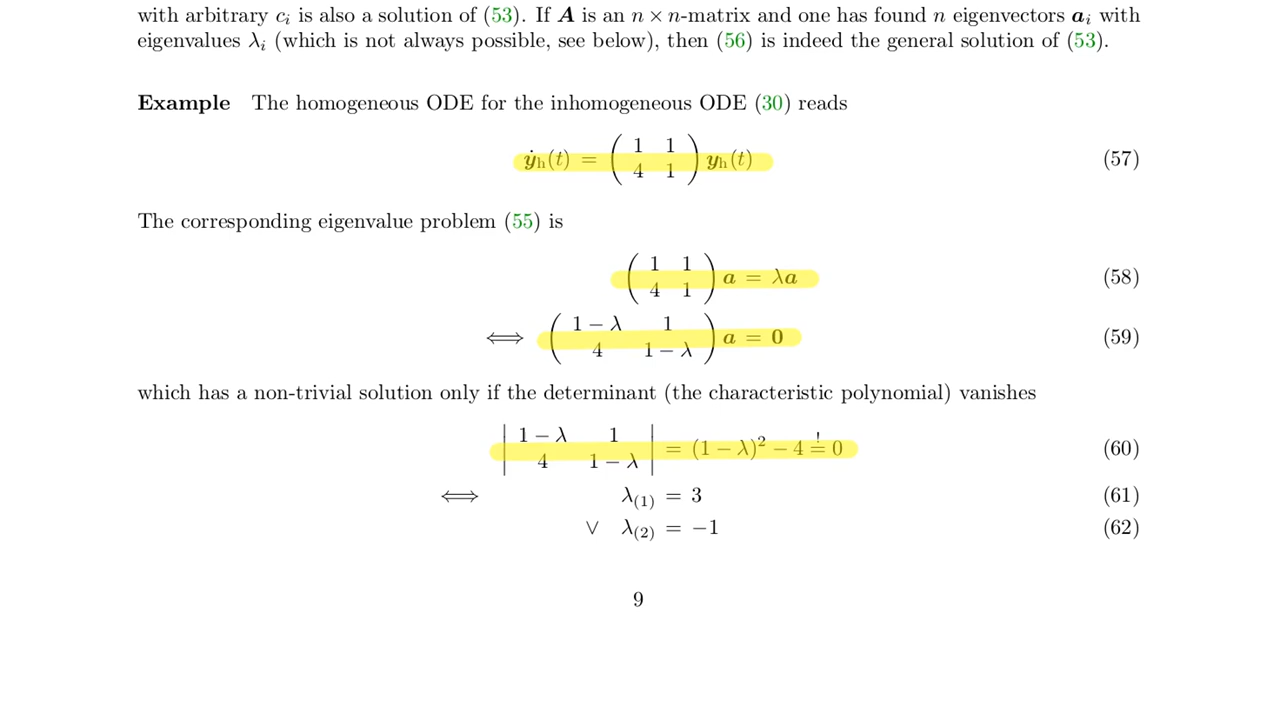 with arbitrary cᵢ is also a solution of (53). If A is an n × n-matrix and one has found n eigenvectors aᵢ with
eigenvalues λᵢ (which is not always possible, see below), then (56) is indeed the general solution of (53).
Example The homogeneous ODE for the inhomogeneous ODE (30) reads
ẏₕ(t) = ( 1 1 ; 4 1 ) yₕ(t) (57)
The corresponding eigenvalue problem (55) is
( 1 1 ; 4 1 ) a = λa (58)
⟺ ( 1 − λ 1 ; 4 1 − λ ) a = 0 (59)
which has a non-trivial solution only if the determinant (the characteristic polynomial) vanishes
| 1 − λ 1 ; 4 1 − λ | = (1 − λ)² − 4 =! 0 (60)
⟺ λ₍₁₎ = 3 (61)
∨ λ₍₂₎ = −1 (62)
9